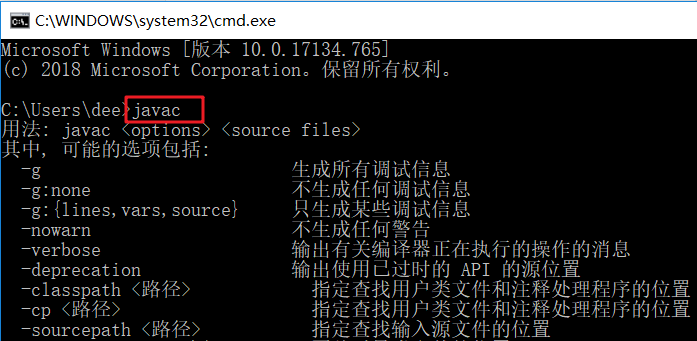 C:\WINDOWS\system32\cmd.exe
Microsoft Windows [版本 10.0.17134.765]
(c) 2018 Microsoft Corporation。保留所有权利。
C:\Users\dee>javac
用法: javac <options> <source files>
其中, 可能的选项包括:
-g 生成所有调试信息
-g:none 不生成任何调试信息
-g:{lines,vars,source} 只生成某些调试信息
-nowarn 不生成任何警告
-verbose 输出有关编译器正在执行的操作的消息
-deprecation 输出使用已过时的 API 的源位置
-classpath <路径> 指定查找用户类文件和注释处理程序的位置
-cp <路径> 指定查找用户类文件和注释处理程序的位置
-sourcepath <路径> 指定查找输入源文件的位置